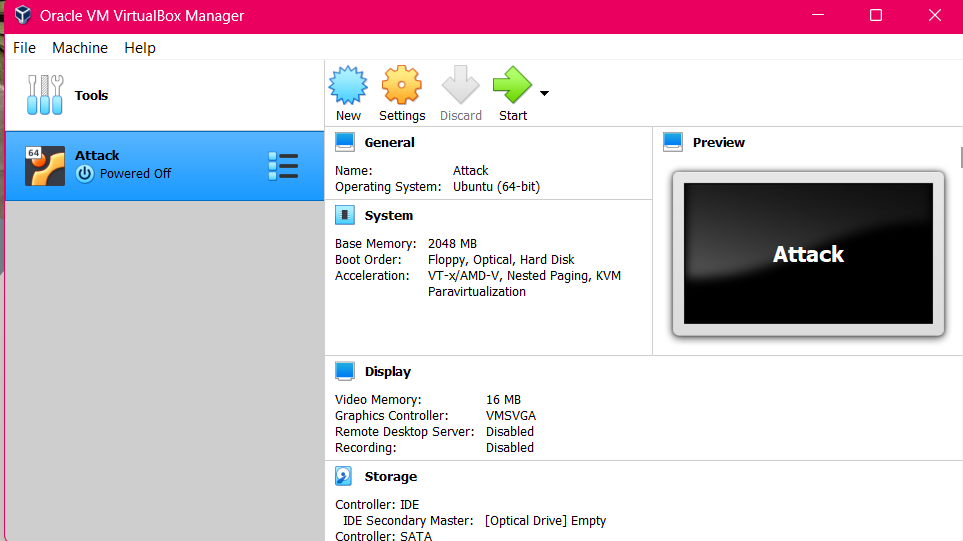 Oracle VM VirtualBox Manager
File Machine Help
Tools
New Settings Discard Start
64
Attack
Powered Off
General
Name: Attack
Operating System: Ubuntu (64-bit)
System
Base Memory: 2048 MB
Boot Order: Floppy, Optical, Hard Disk
Acceleration: VT-x/AMD-V, Nested Paging, KVM
Paravirtualization
Preview
Attack
Display
Video Memory: 16 MB
Graphics Controller: VMSVGA
Remote Desktop Server: Disabled
Recording: Disabled
Storage
Controller: IDE
IDE Secondary Master: [Optical Drive] Empty
Controller: SATA